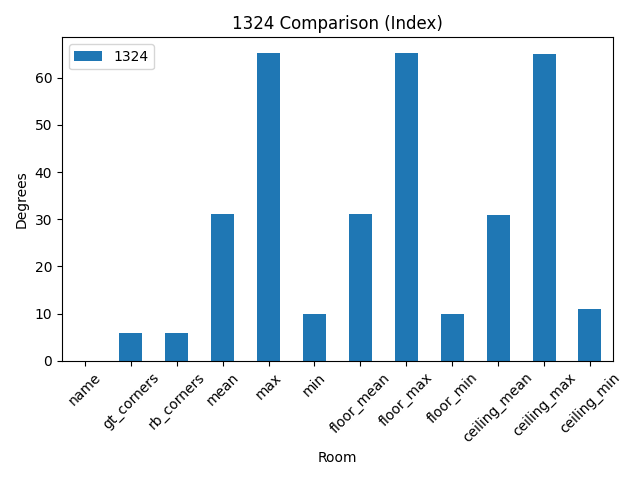 1324 Comparison (Index)
1324
Degrees
60
50
40
30
20
10
0
name
gt_corners
rb_corners
mean
max
min
floor_mean
floor_max
floor_min
ceiling_mean
ceiling_max
ceiling_min
Room